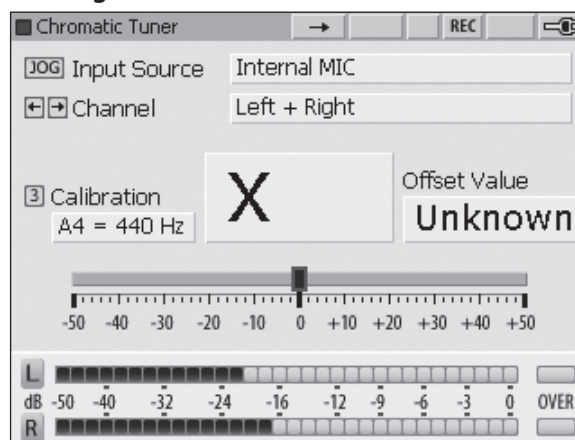 Chromatic Tuner → REC
JOG Input Source Internal MIC
←→ Channel Left + Right
3 Calibration X Offset Value
A4 = 440 Hz Unknown
-50 -40 -30 -20 -10 0 +10 +20 +30 +40 +50
L
dB -50 -40 -32 -24 -16 -12 -9 -6 -3 0 OVER
R